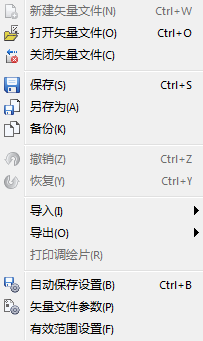 新建矢量文件(N) Ctrl+W
打开矢量文件(O) Ctrl+O
关闭矢量文件(C)
保存(S) Ctrl+S
另存为(A)
备份(K)
撤销(Z) Ctrl+Z
恢复(Y) Ctrl+Y
导入(I)
导出(O)
打印调绘片(R)
自动保存设置(B) Ctrl+B
矢量文件参数(P)
有效范围设置(F)